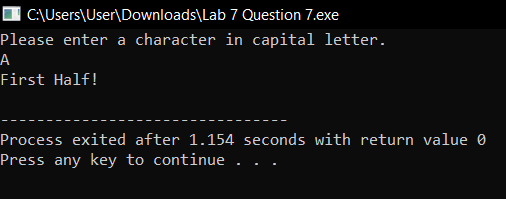 C:\Users\User\Downloads\Lab 7 Question 7.exe
Please enter a character in capital letter.
A
First Half!
--------------------------------
Process exited after 1.154 seconds with return value 0
Press any key to continue . . .